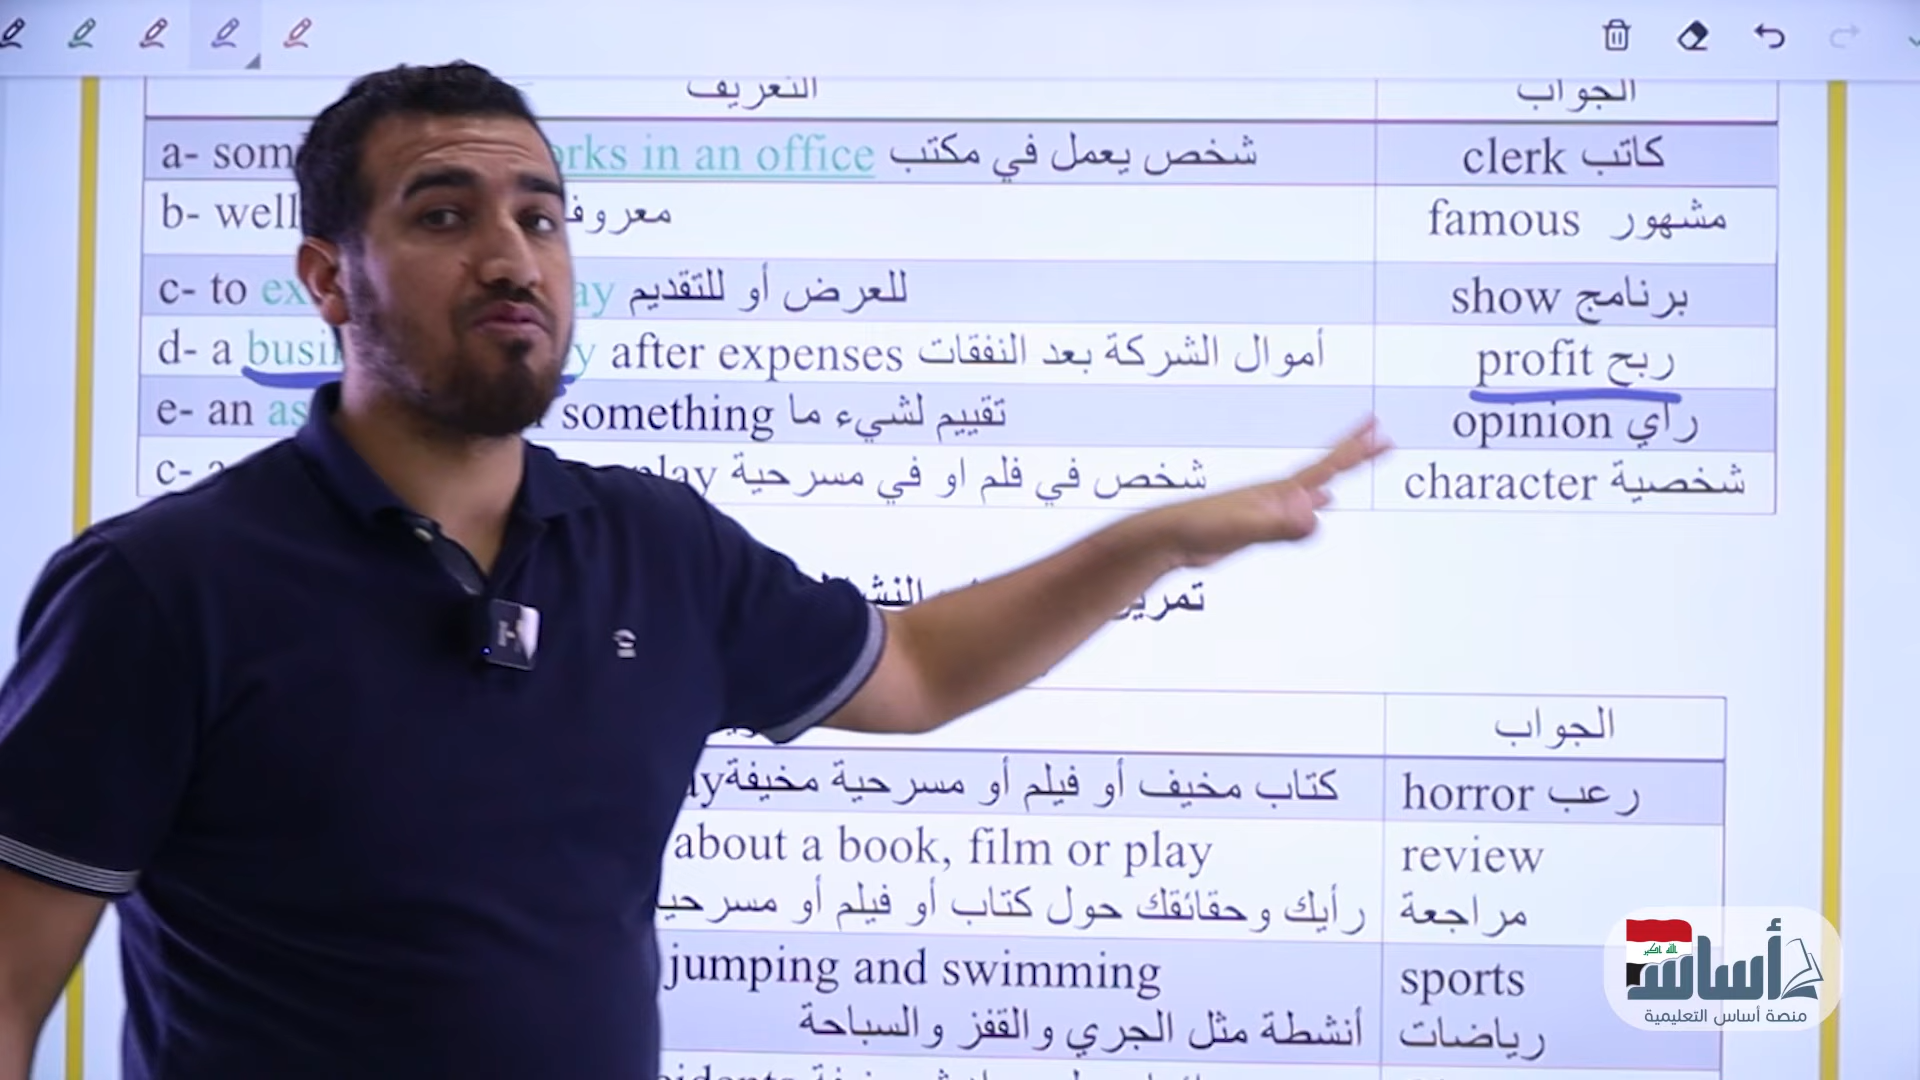 التعريف الجواب
a- som rks in an office شخص يعمل في مكتب clerk كاتب
b- well معروف famous مشهور
c- to ex ay للعرض أو للتقديم show برنامج
d- a busi y after expenses أموال الشركة بعد النفقات profit ربح
e- an as something تقييم لشيء ما opinion رأي
c- play شخص في فلم او في مسرحية character شخصية
تمرين
الجواب
كتاب مخيف أو فيلم أو مسرحية مخيفة horror رعب
about a book, film or play review
رأيك وحقائقك حول كتاب أو فيلم أو مسرحي مراجعة
jumping and swimming sports
أنشطة مثل الجري والقفز والسباحة رياضات
أساس
منصة أساس التعليمية